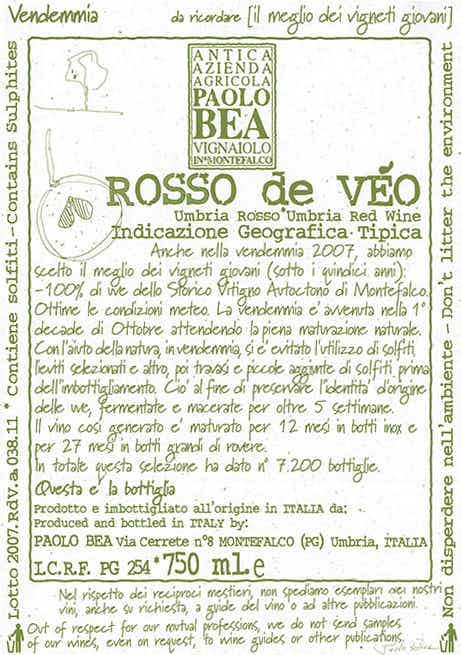 Vendemmia
da ricordare [il meglio dei vigneti giovani]
ANTICA
AZIENDA
AGRICOLA
PAOLO
BEA
VIGNAIOLO
IN MONTEFALCO
ROSSO de VÉO
Umbria Rosso*Umbria Red Wine
Indicazione Geografica Tipica
Anche nella vendemmia 2007, abbiamo
scelto il meglio dei vigneti giovani (sotto i quindici anni):
-100% di uve dello Storico Vitigno Autoctono di Montefalco.
Ottime le condizioni meteo. La vendemmia e' avvenuta nella 1°
decade di Ottobre attendendo la piena maturazione naturale.
Con l'aiuto della natura, in vendemmia, si e' evitato l'utilizzo di solfiti,
lieviti selezionati e altro, poi travasi e piccole aggiunte di solfiti prima
dell'imbottigliamento. Cio' al fine di preservare l'identita' d'origine
delle uve, fermentate e macerate per oltre 5 settimane.
Il vino così generato e' maturato per 12 mesi in botti inox e
per 27 mesi in botti grandi di rovere.
In totale questa selezione ha dato n° 7.200 bottiglie.
Questa e' la bottiglia
Prodotto e imbottigliato all'origine in ITALIA da:
Produced and bottled in ITALY by:
PAOLO BEA Via Cerrete n°8 MONTEFALCO (PG) Umbria, ITALIA
I.C.R.F. PG 254 * 750 ml. e
Nel rispetto dei reciproci mestieri, non spediamo esemplari dei nostri
vini, anche su richiesta, a guide del vino o ad altre pubblicazioni.
Out of respect for our mutual professions, we do not send samples
of our wines, even on request, to wine guides or other publications.
Lotto 2007.Rdv.a.038.11 * Contiene solfiti-Contains Sulphites
Non disperdere nell'ambiente-Don't litter the environment